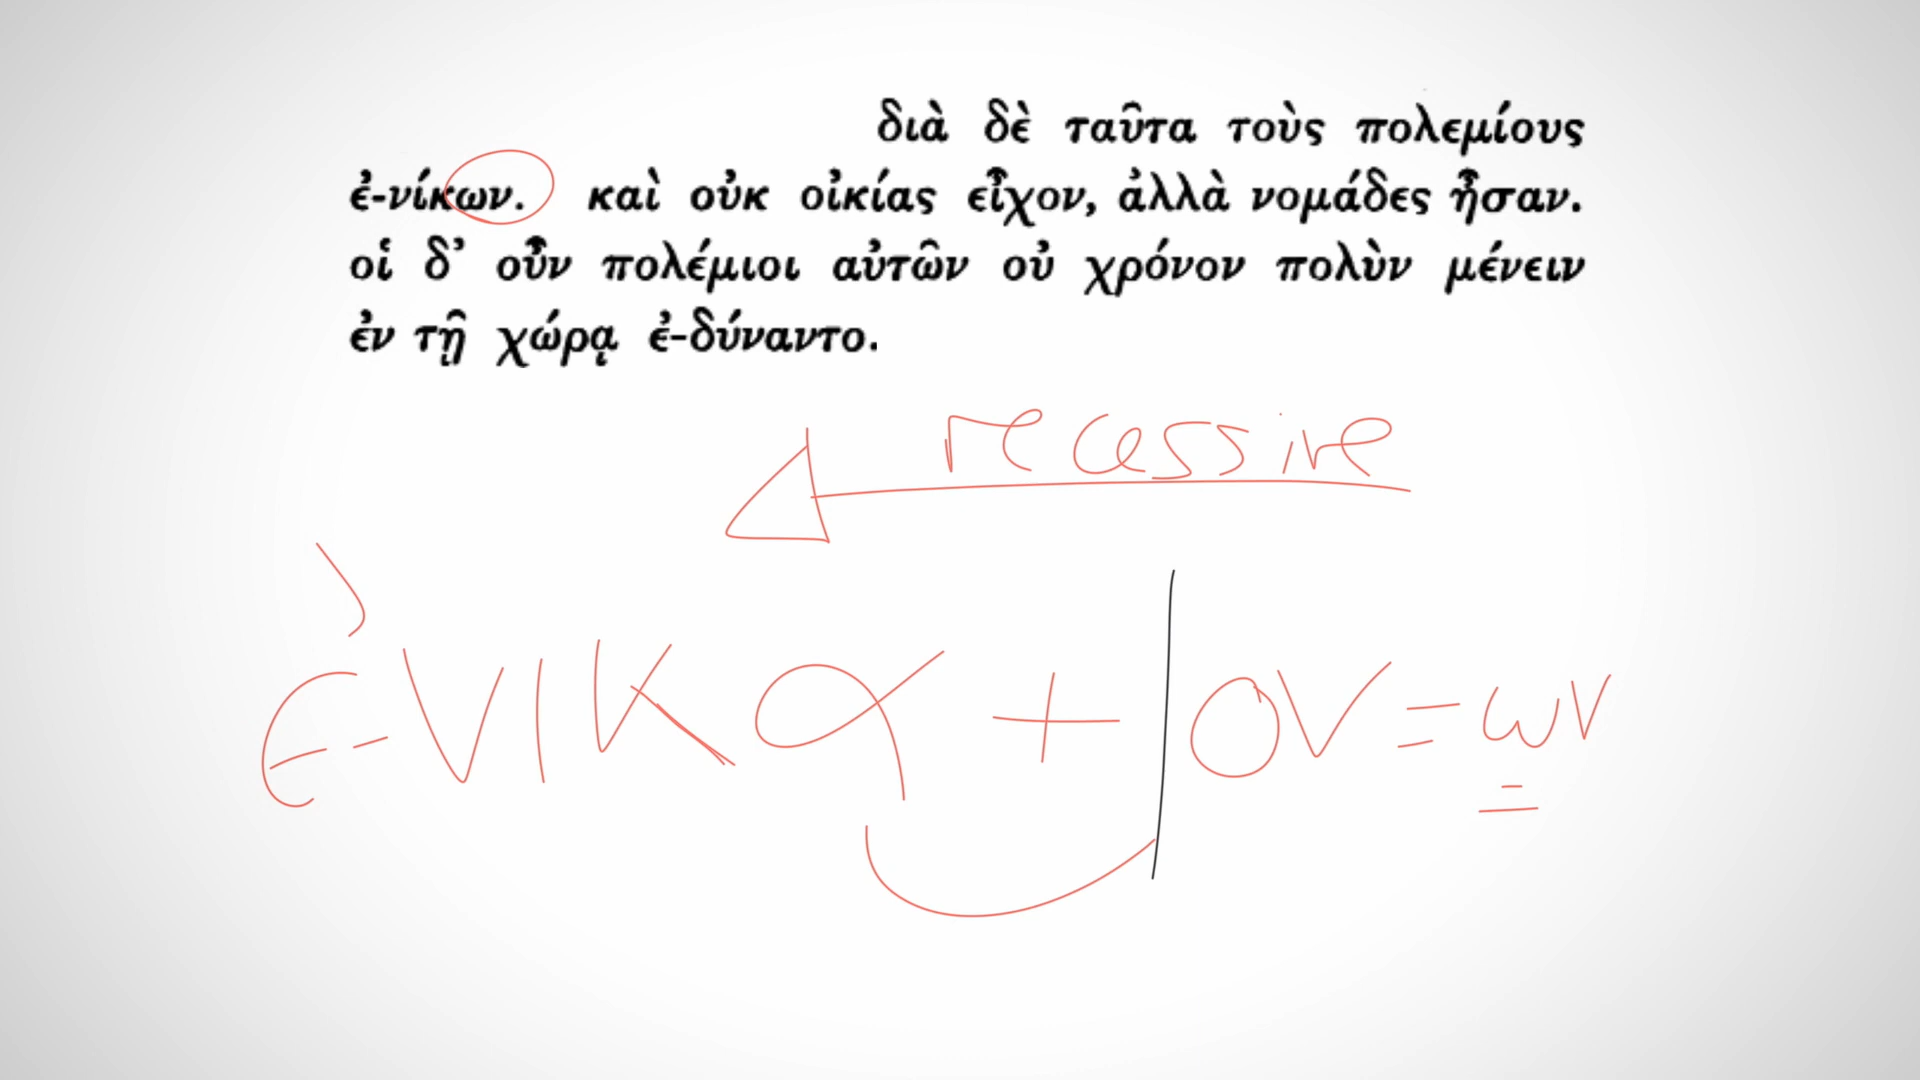 διὰ δὲ ταῦτα τοὺς πολεμίους
ἐ-νίκων. καὶ οὐκ οἰκίας εἶχον, ἀλλὰ νομάδες ἦσαν.
οἱ δ’ οὖν πολέμιοι αὐτῶν οὐ χρόνον πολὺν μένειν
ἐν τῇ χώρᾳ ἐ-δύναντο.
recessive
ἐ-νικα + ον = ων